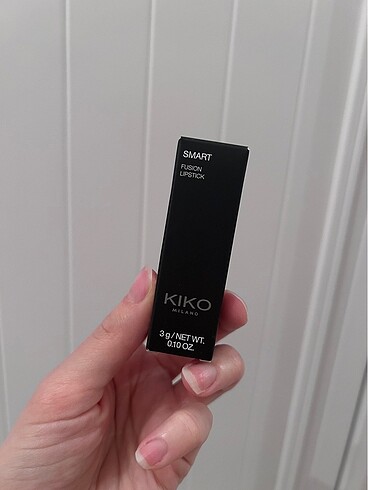 SMART
FUSION
LIPSTICK
KIKO
MILANO
3 g / NET WT.
0.10 OZ.